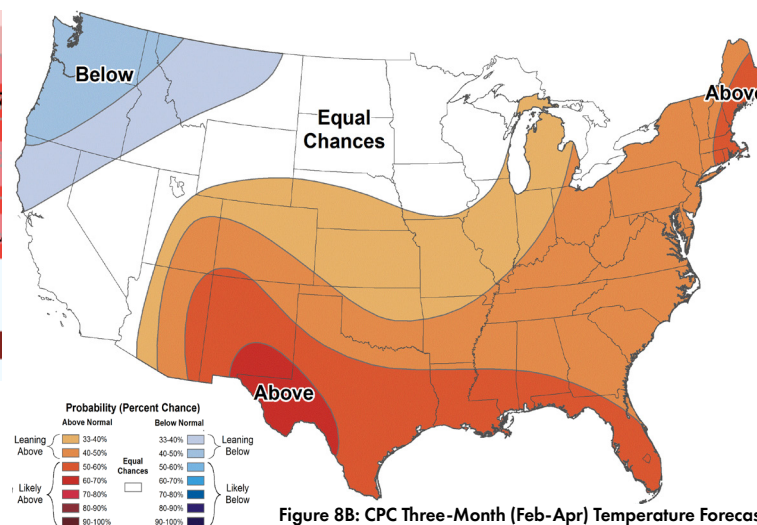 Below
Above
Equal
Chances
Above
Probability (Percent Chance)
Above Normal
Below Normal
Leaning
Above
33-40%
40-50%
Likely
Above
50-60%
60-70%
70-80%
80-90%
90-100%
Equal
Chances
33-40%
40-50%
Leaning
Below
50-60%
60-70%
70-80%
80-90%
90-100%
Likely
Below
Figure 8B: CPC Three-Month (Feb-Apr) Temperature Forecas